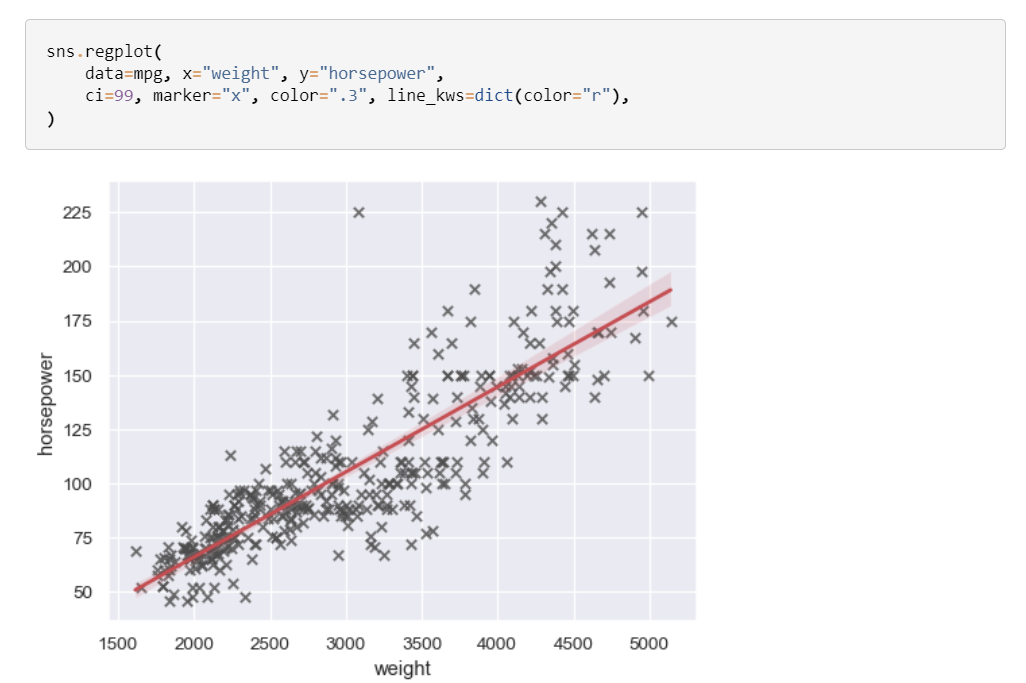 sns.regplot(
    data=mpg, x="weight", y="horsepower",
    ci=99, marker="x", color=".3", line_kws=dict(color="r"),
)
225
200
175
150
125
100
75
50
horsepower
1500 2000 2500 3000 3500 4000 4500 5000
weight